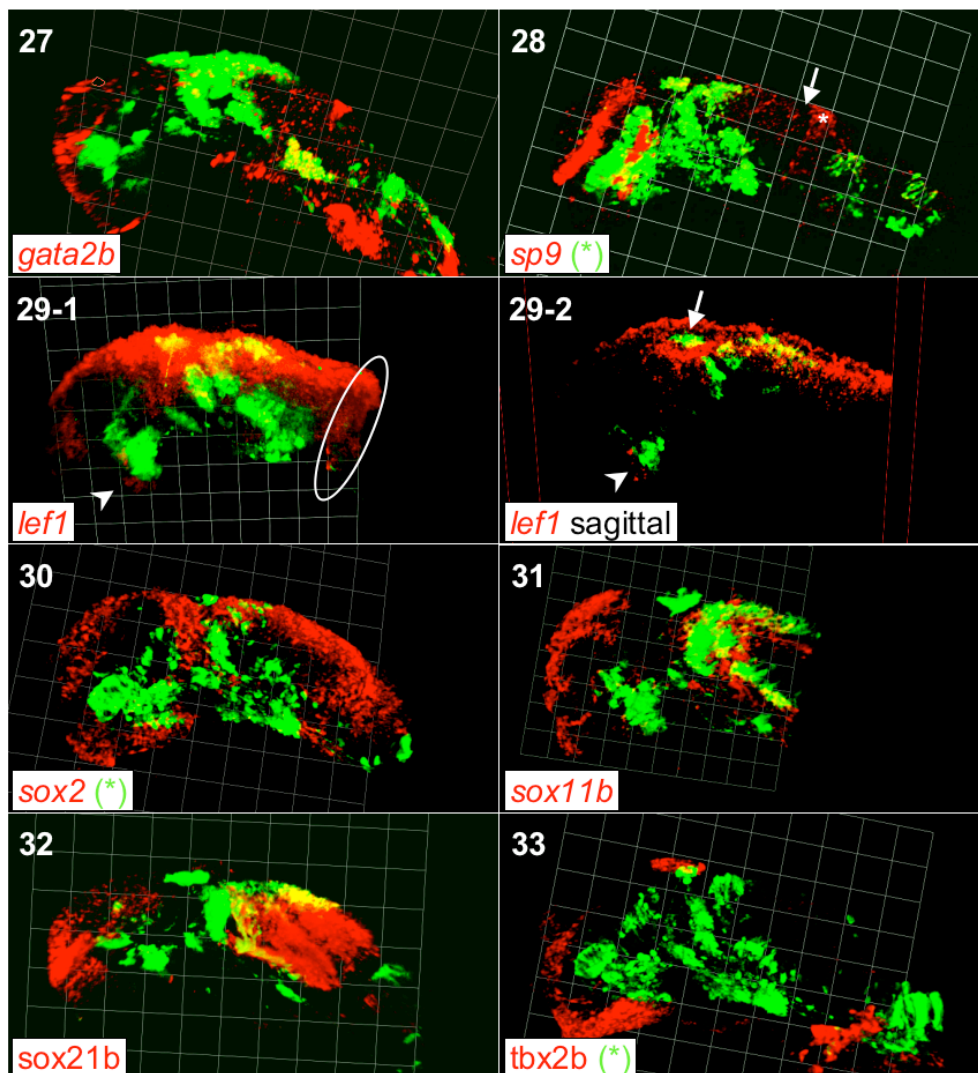 27
gata2b
28
*
sp9 (*)
29-1
lef1
29-2
lef1 sagittal
30
sox2 (*)
31
sox11b
32
sox21b
33
tbx2b (*)